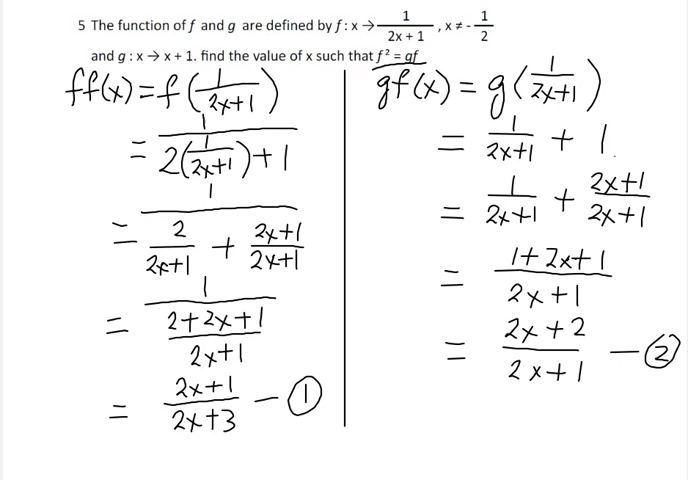 5 The function of f and g are defined by f : x → 1/(2x + 1) , x ≠ - 1/2
and g : x → x + 1. find the value of x such that f² = gf
ff(x) = f ( 1/(2x+1) )
= 1/(2(1/(2x+1)) + 1)
= 1/(2/(2x+1) + (2x+1)/(2x+1))
= 1/((2+2x+1)/(2x+1))
= (2x+1)/(2x+3) — ①
gf(x) = g ( 1/(2x+1) )
= 1/(2x+1) + 1
= 1/(2x+1) + (2x+1)/(2x+1)
= (1+2x+1)/(2x+1)
= (2x+2)/(2x+1) — ②